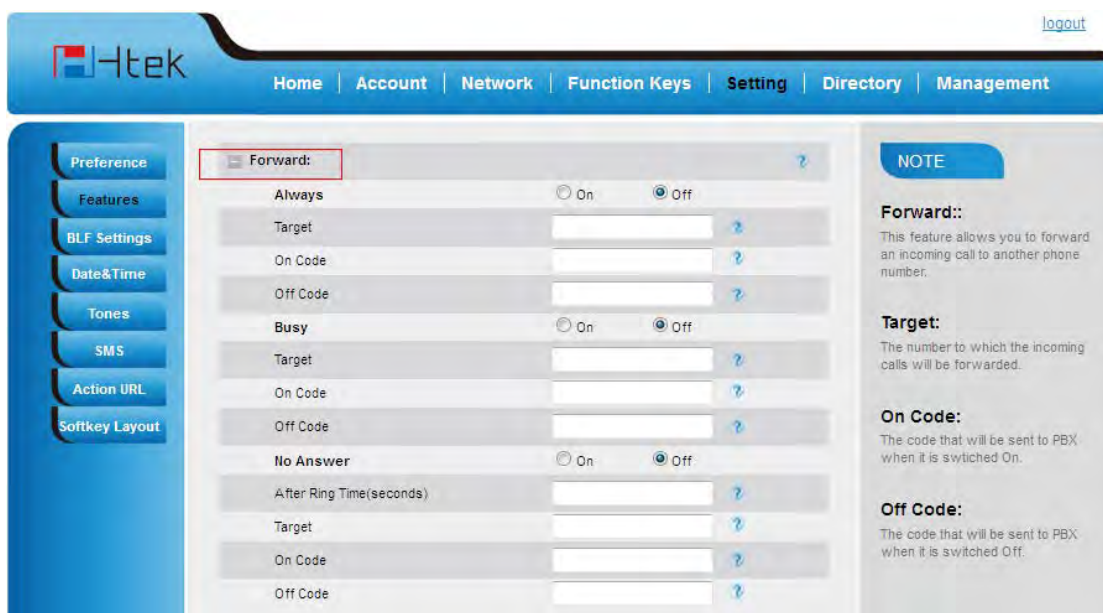 logout
Htek
Home | Account | Network | Function Keys | Setting | Directory | Management
Preference
Features
BLF Settings
Date&Time
Tones
SMS
Action URL
Softkey Layout
Forward: ?
Always On Off
Target ?
On Code ?
Off Code ?
Busy On Off
Target ?
On Code ?
Off Code ?
No Answer On Off
After Ring Time(seconds) ?
Target ?
On Code ?
Off Code ?
NOTE
Forward::
This feature allows you to forward
an incoming call to another phone
number.
Target:
The number to which the incoming
calls will be forwarded.
On Code:
The code that will be sent to PBX
when it is swtiched On.
Off Code:
The code that will be sent to PBX
when it is switched Off.